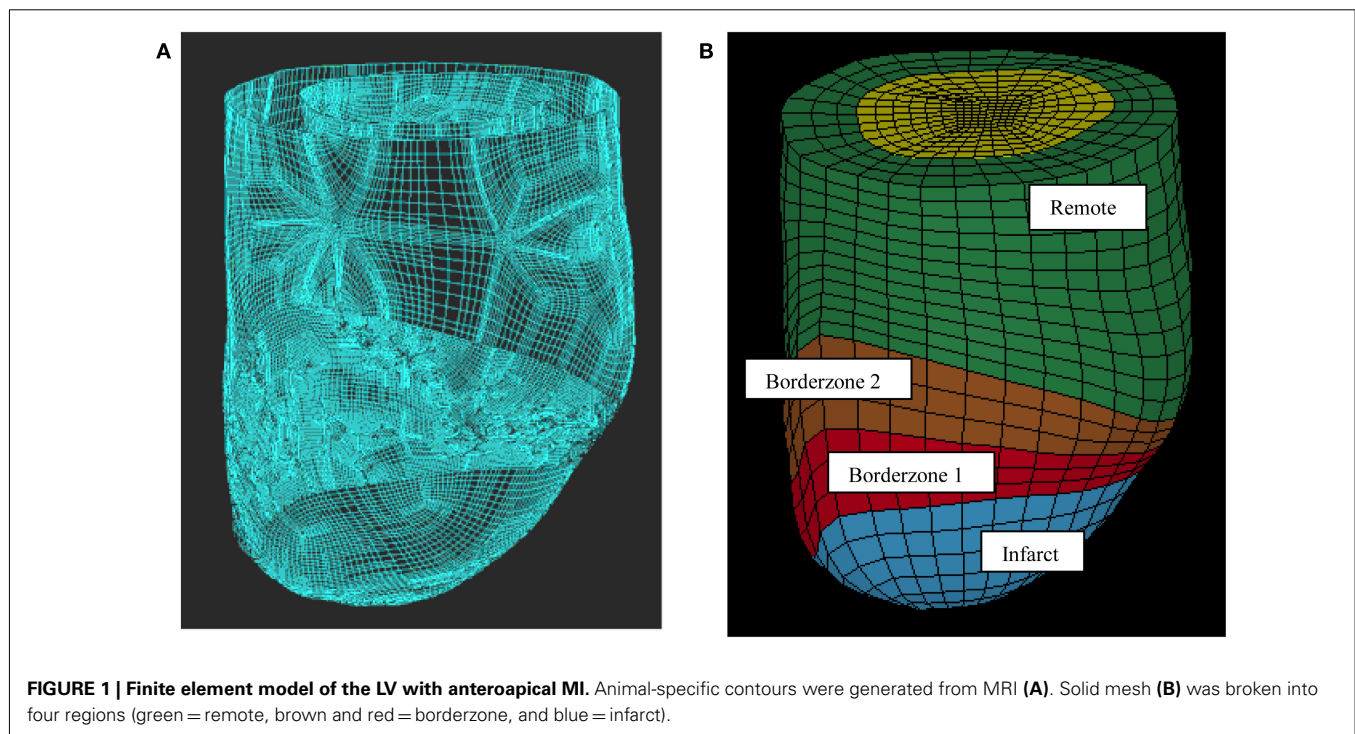 A
B
Remote
Borderzone 2
Borderzone 1
Infarct
FIGURE 1 | Finite element model of the LV with anteroapical MI. Animal-specific contours were generated from MRI (A). Solid mesh (B) was broken into
four regions (green = remote, brown and red = borderzone, and blue = infarct).